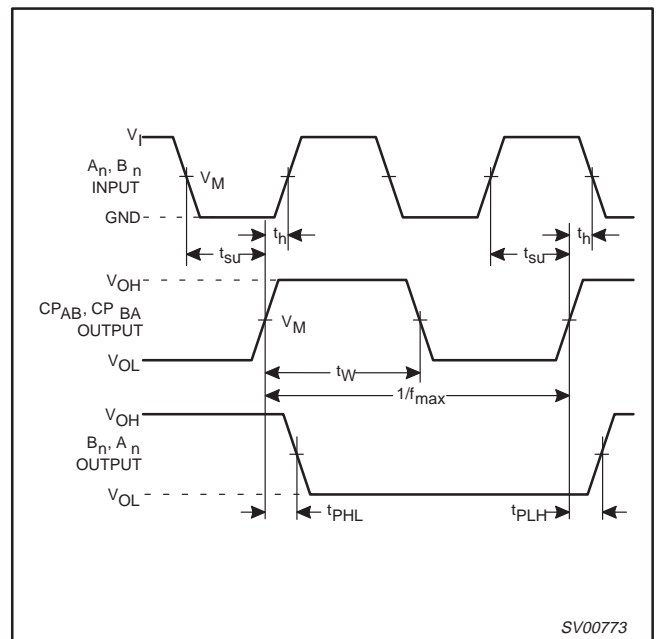 VI
An, Bn
INPUT
VM
GND
tsu
th
tsu
th
VOH
CPAB, CPBA
OUTPUT
VM
VOL
tW
1/fmax
VOH
Bn, An
OUTPUT
VOL
tPHL
tPLH
SV00773